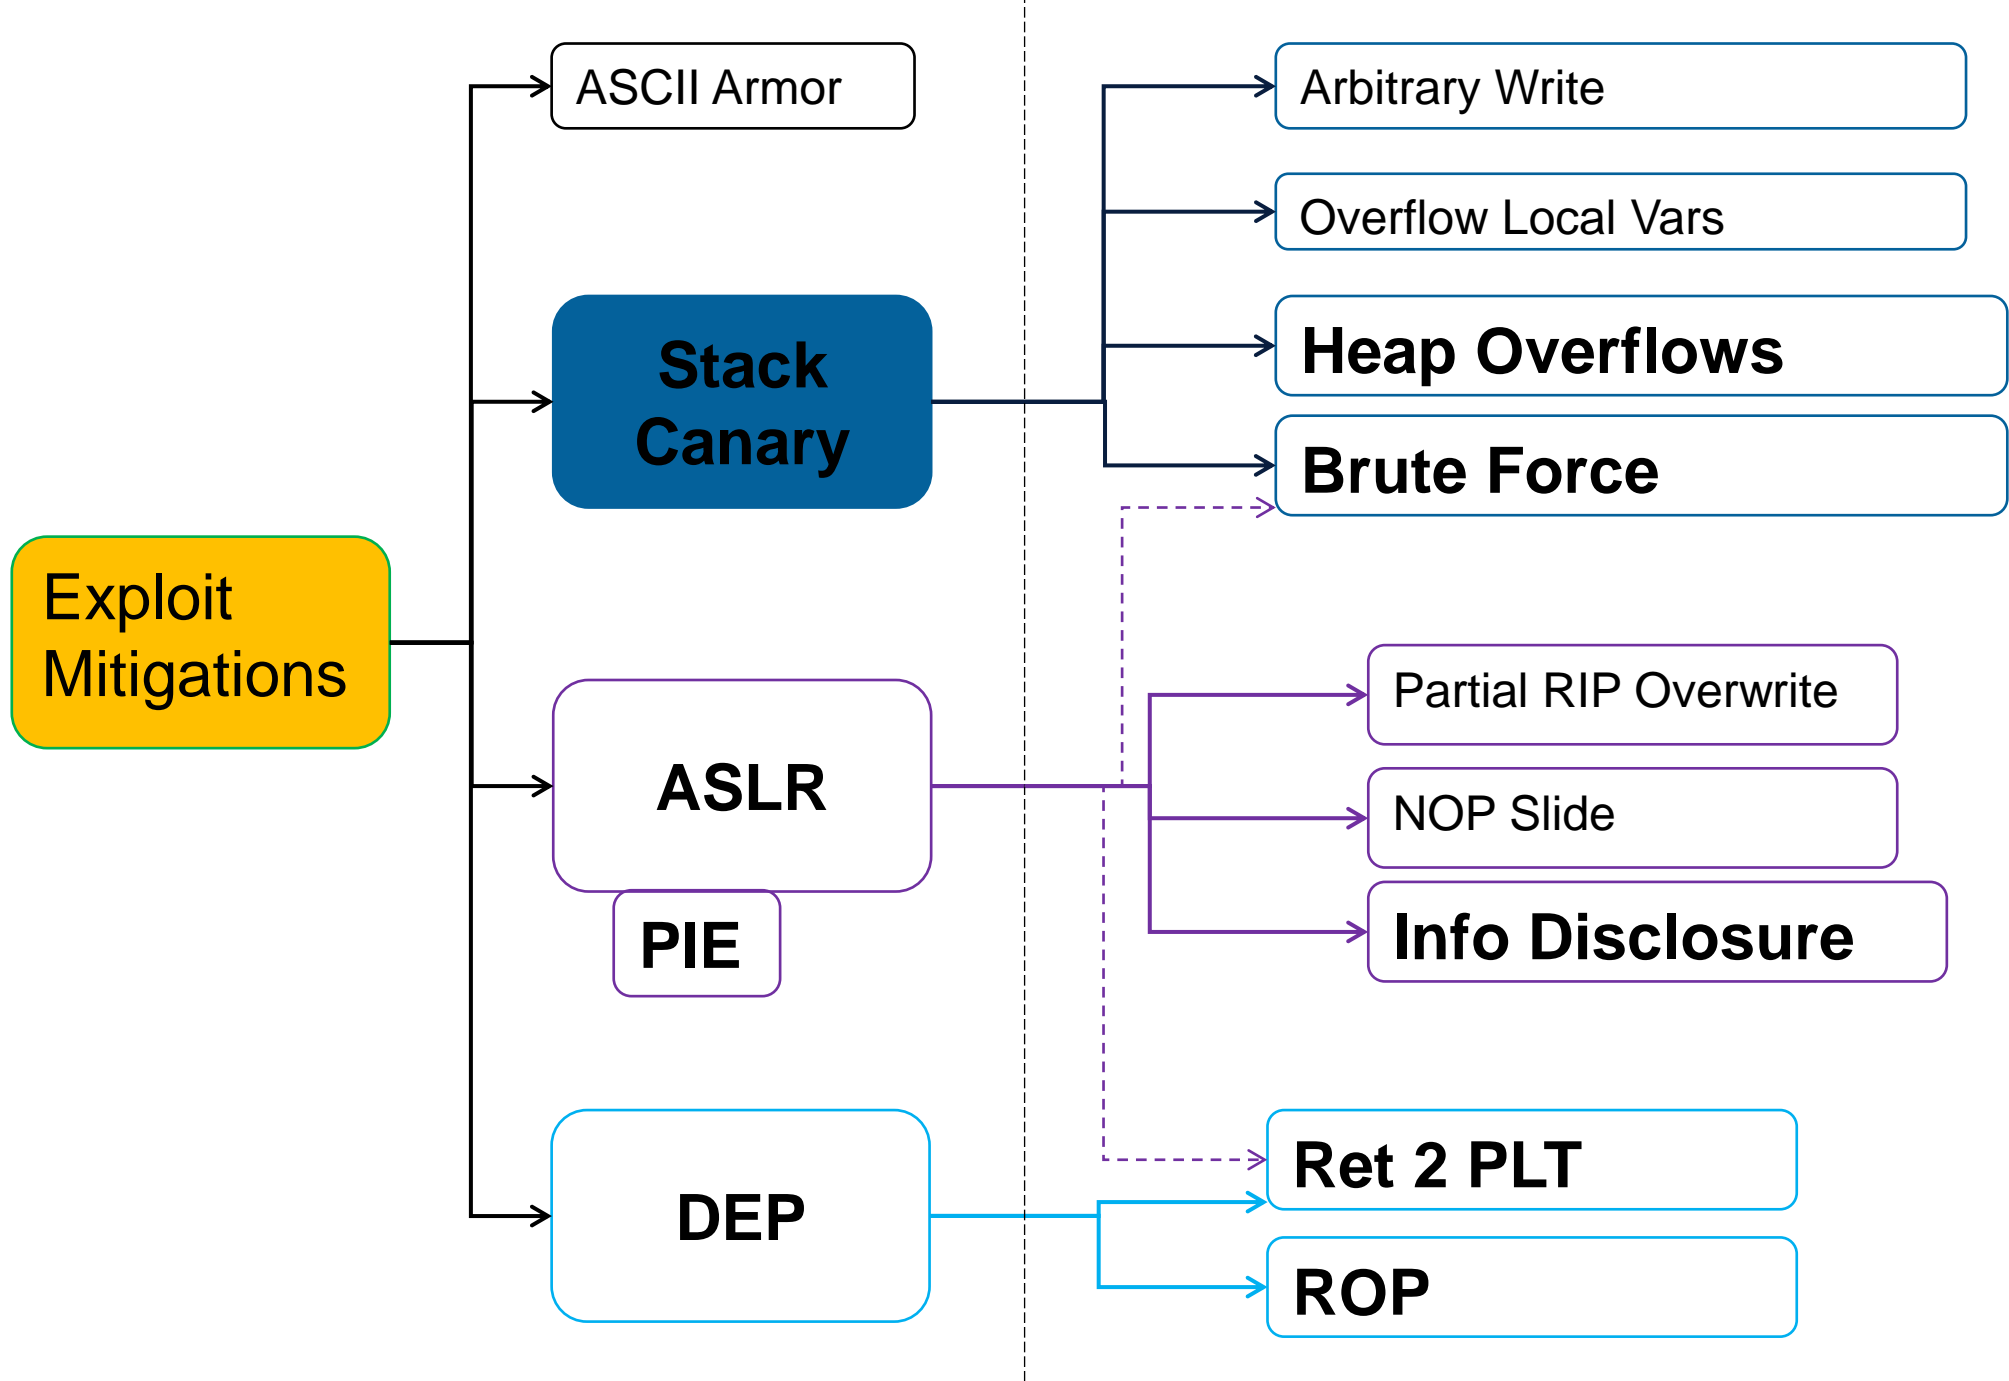 ASCII Armor
Arbitrary Write
Overflow Local Vars
Stack
Canary
Heap Overflows
Brute Force
Exploit
Mitigations
ASLR
PIE
Partial RIP Overwrite
NOP Slide
Info Disclosure
DEP
Ret 2 PLT
ROP